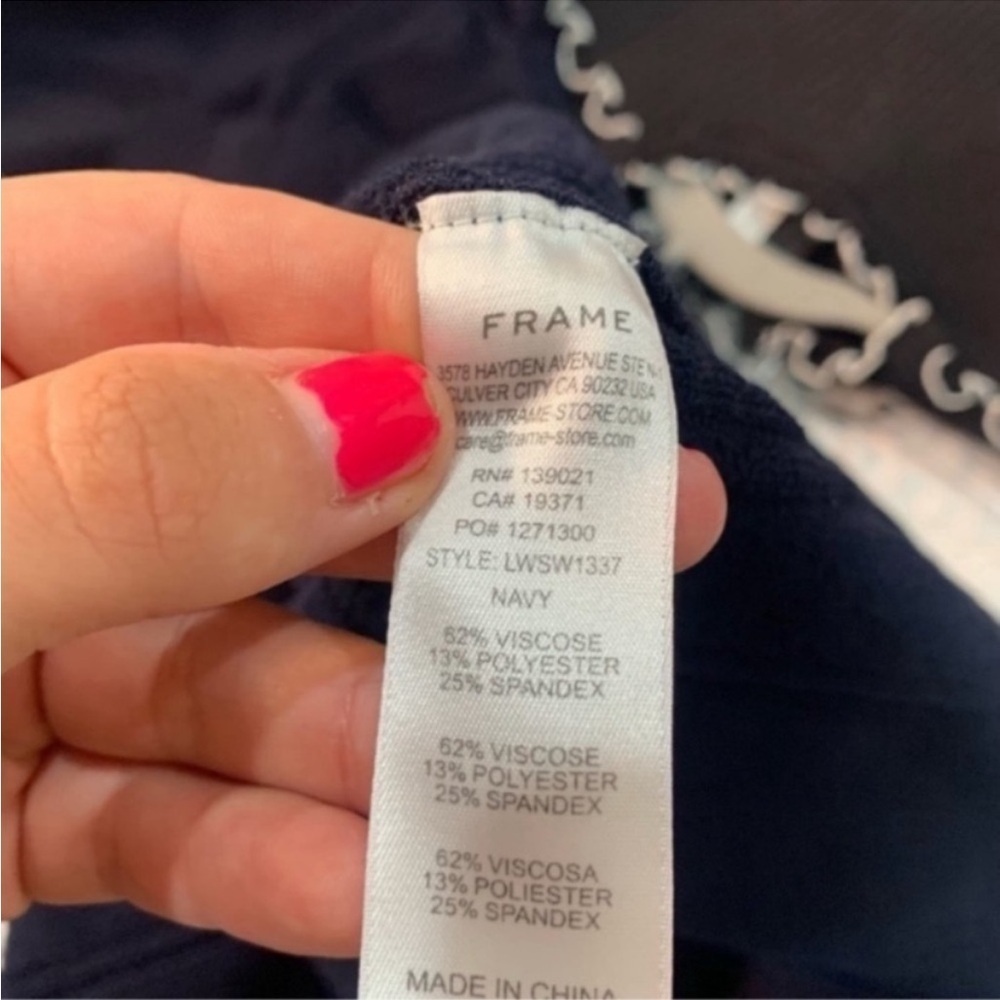 FRAME
3578 HAYDEN AVENUE STE
CULVER CITY CA 90232 USA
WWW.FRAME-STORE.COM
care@frame-store.com
RN# 139021
CA# 19371
PO# 1271300
STYLE: LWSW1337
NAVY
62% VISCOSE
13% POLYESTER
25% SPANDEX
62% VISCOSE
13% POLYESTER
25% SPANDEX
62% VISCOSA
13% POLIESTER
25% SPANDEX
MADE IN CHINA